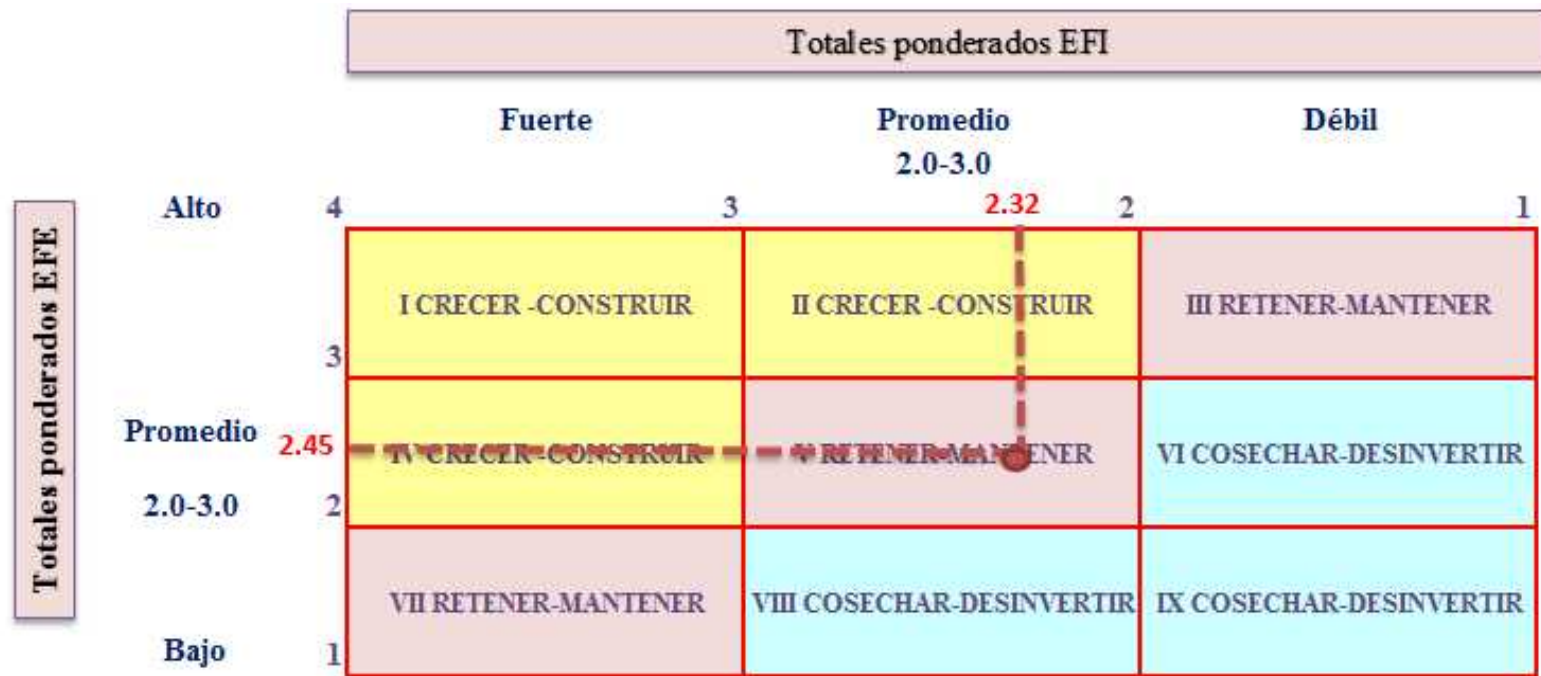 Totales ponderados EFI
Fuerte Promedio Débil
2.0-3.0
Totales ponderados EFE
Alto 4 3 2.32 2 1
I CRECER -CONSTRUIR II CRECER -CONSTRUIR III RETENER-MANTENER
3
Promedio 2.45 IV CRECER -CONSTRUIR V RETENER-MANTENER VI COSECHAR-DESINVERTIR
2.0-3.0 2
VII RETENER-MANTENER VIII COSECHAR-DESINVERTIR IX COSECHAR-DESINVERTIR
Bajo 1